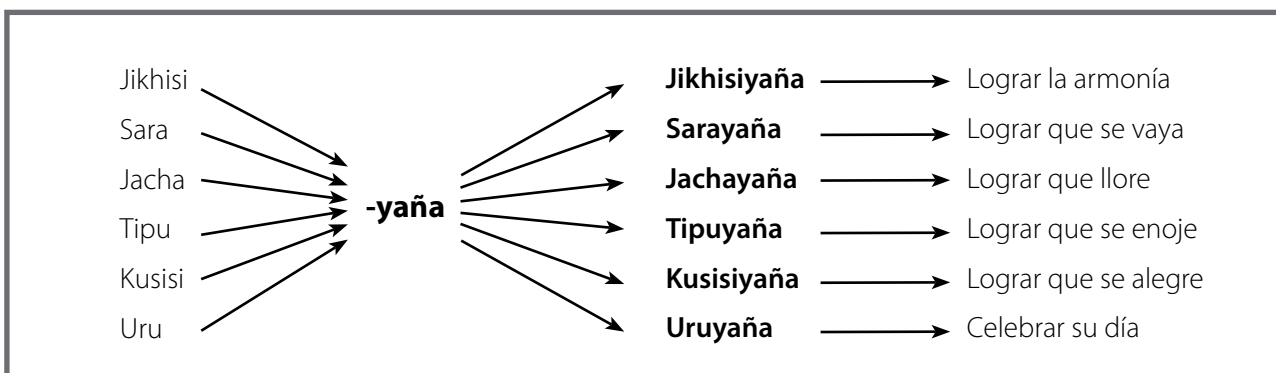 Jikhisi
Sara
Jacha
Tipu
Kusisi
Uru
-yaña
Jikhisiyaña Lograr la armonía
Sarayaña Lograr que se vaya
Jachayaña Lograr que llore
Tipuyaña Lograr que se enoje
Kusisiyaña Lograr que se alegre
Uruyaña Celebrar su día